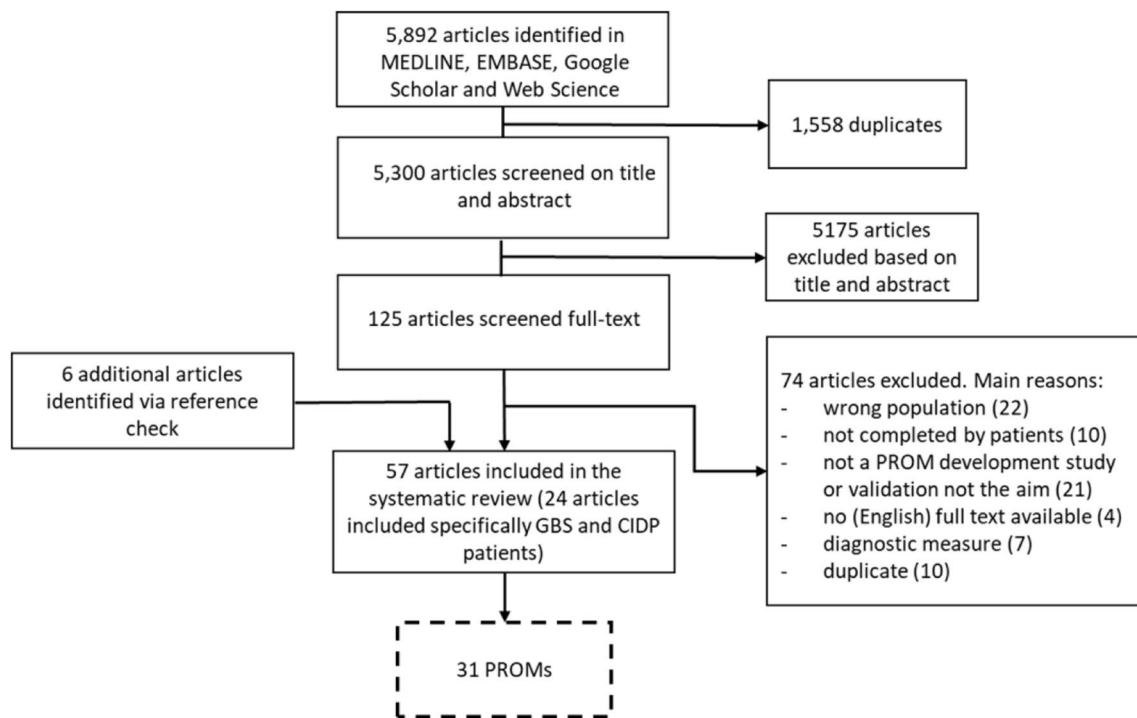 5,892 articles identified in
MEDLINE, EMBASE, Google
Scholar and Web Science
1,558 duplicates
5,300 articles screened on title
and abstract
5175 articles
excluded based on
title and abstract
125 articles screened full-text
6 additional articles
identified via reference
check
74 articles excluded. Main reasons:
- wrong population (22)
- not completed by patients (10)
- not a PROM development study
or validation not the aim (21)
- no (English) full text available (4)
- diagnostic measure (7)
- duplicate (10)
57 articles included in the
systematic review (24 articles
included specifically GBS and CIDP
patients)
31 PROMs